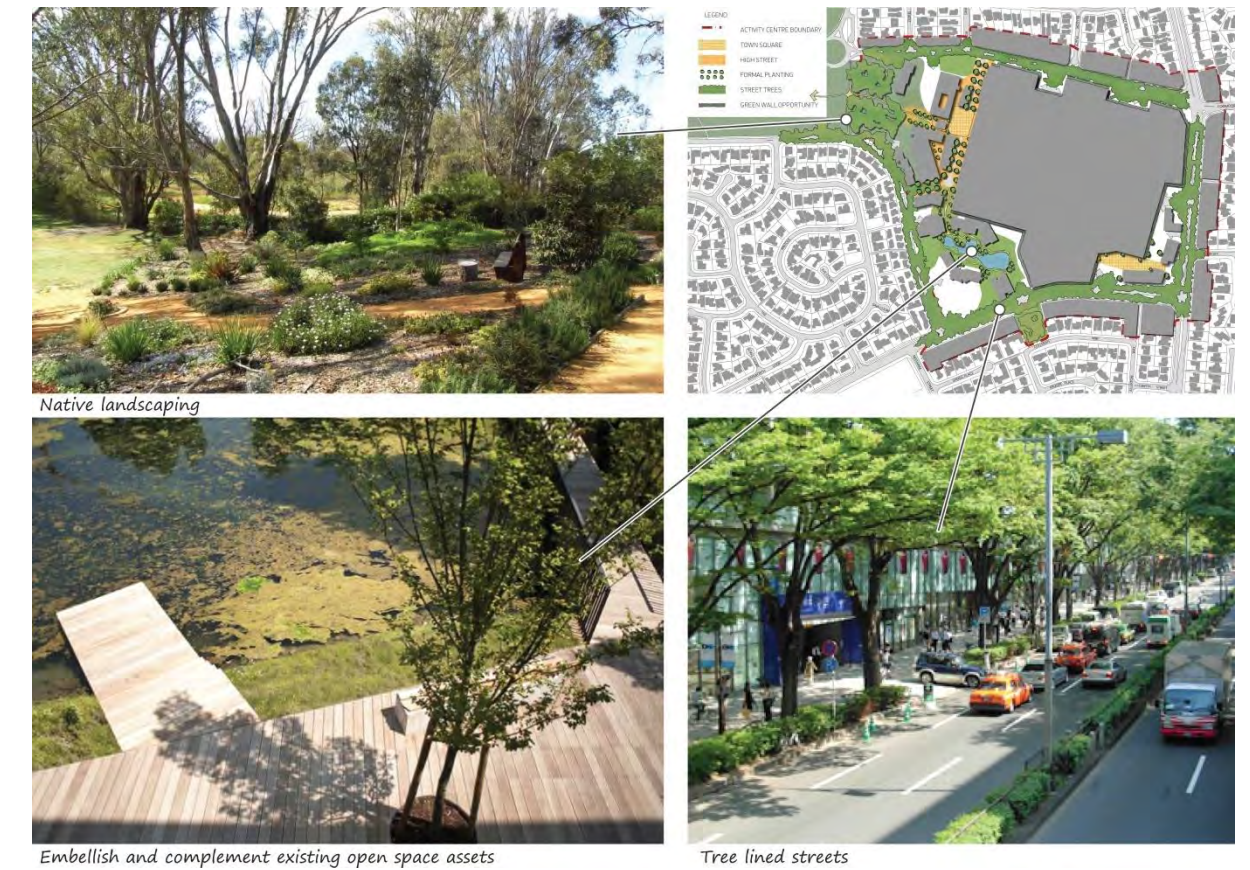 LEGEND
ACTIVITY CENTRE BOUNDARY
TOWN SQUARE
HIGH STREET
FORMAL PLANTING
STREET TREES
GREEN WALL OPPORTUNITY
Native landscaping
Embellish and complement existing open space assets
Tree lined streets